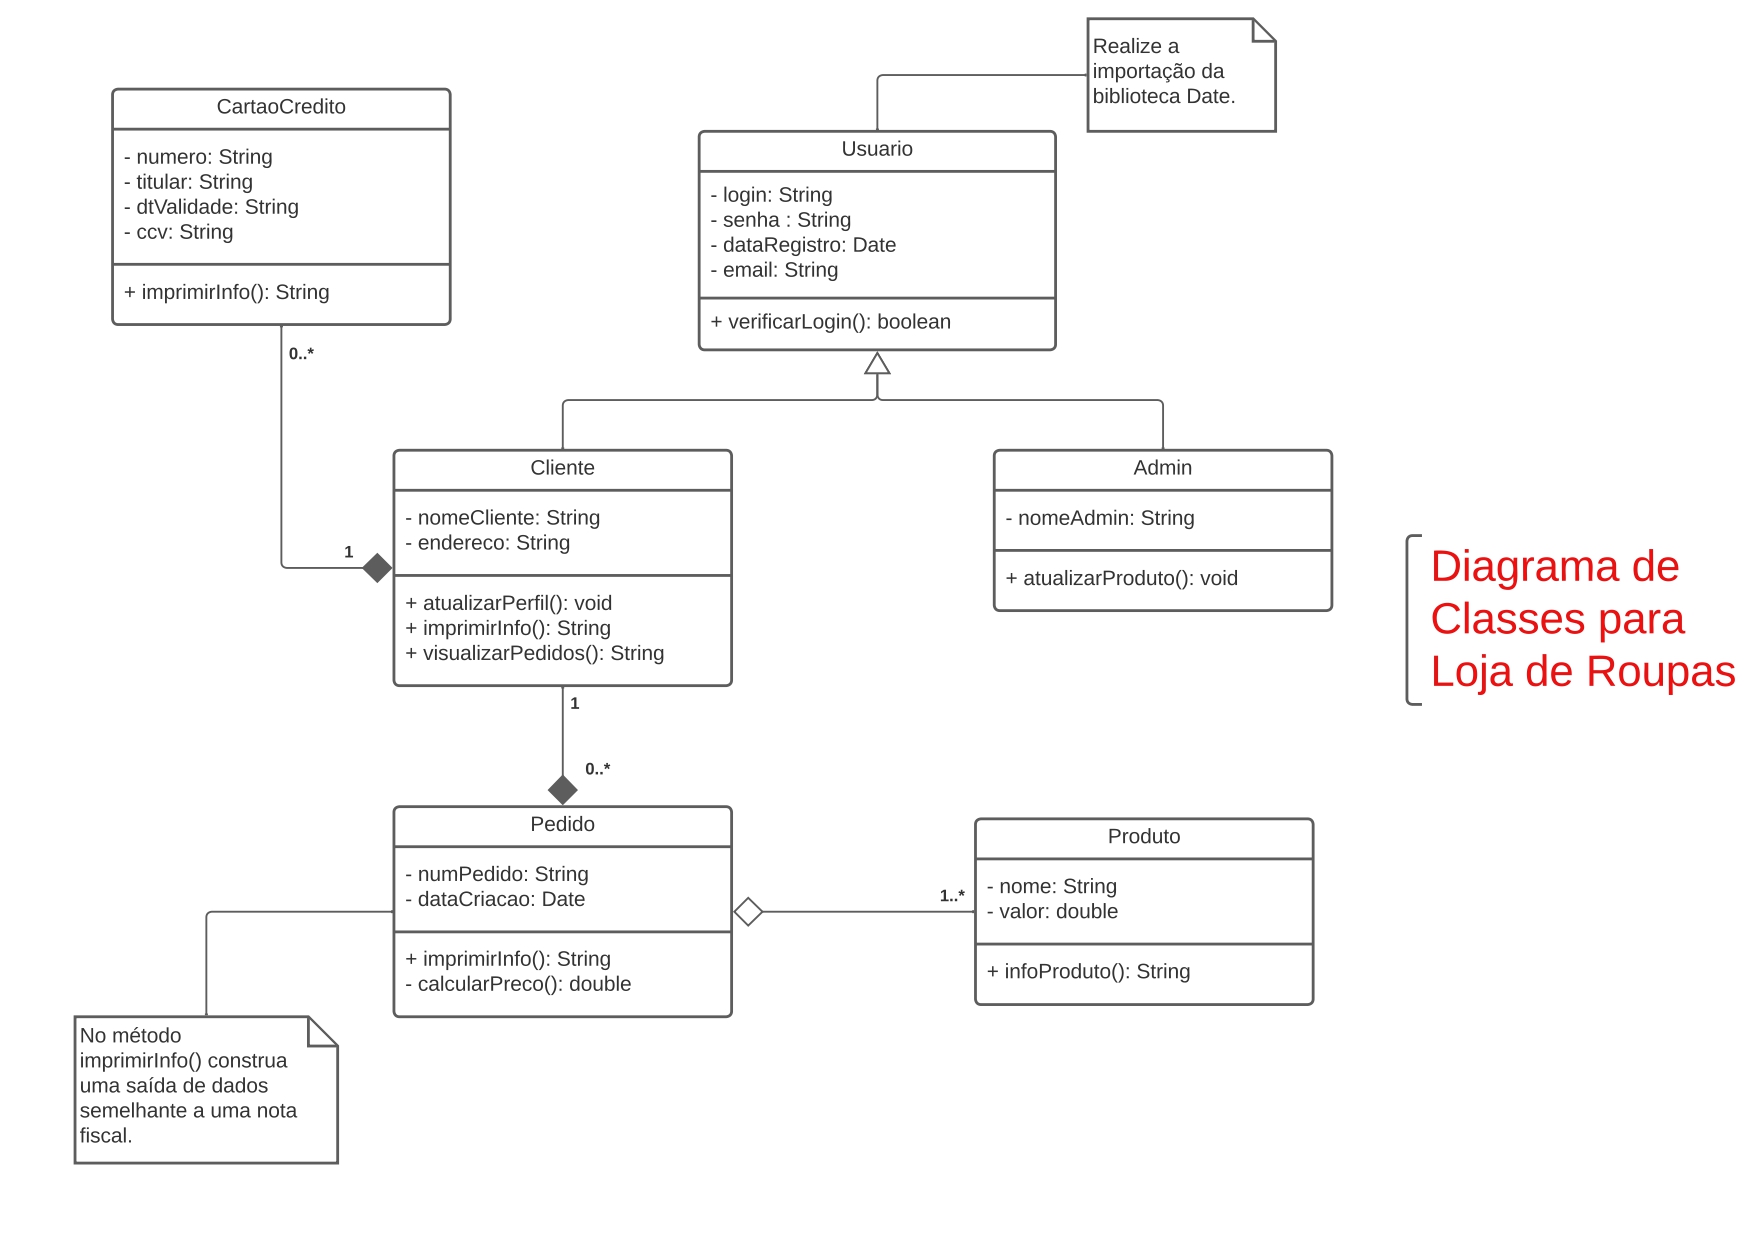 Realize a
importação da
biblioteca Date.
CartaoCredito
- numero: String
- titular: String
- dtValidade: String
- ccv: String
+ imprimirInfo(): String
Usuario
- login: String
- senha : String
- dataRegistro: Date
- email: String
+ verificarLogin(): boolean
0..*
1
Cliente
- nomeCliente: String
- endereco: String
+ atualizarPerfil(): void
+ imprimirInfo(): String
+ visualizarPedidos(): String
Admin
- nomeAdmin: String
+ atualizarProduto(): void
Diagrama de
Classes para
Loja de Roupas
1
0..*
Pedido
- numPedido: String
- dataCriacao: Date
+ imprimirInfo(): String
- calcularPreco(): double
1..*
Produto
- nome: String
- valor: double
+ infoProduto(): String
No método
imprimirInfo() construa
uma saída de dados
semelhante a uma nota
fiscal.